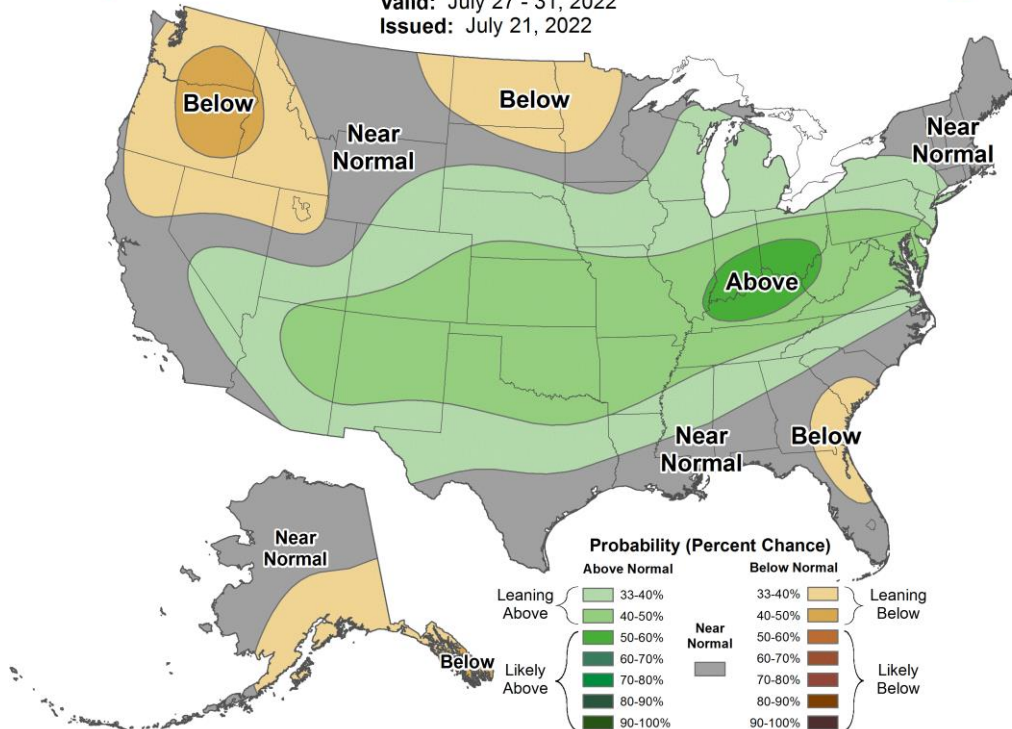 Valid: July 27 - 31, 2022
Issued: July 21, 2022
Below
Near
Normal
Below
Near
Normal
Above
Near
Normal
Below
Near
Normal
Below
Probability (Percent Chance)
Above Normal
Below Normal
Leaning
Above
33-40%
40-50%
Likely
Above
50-60%
60-70%
70-80%
80-90%
90-100%
Near
Normal
33-40%
40-50%
Leaning
Below
50-60%
60-70%
70-80%
80-90%
90-100%
Likely
Below